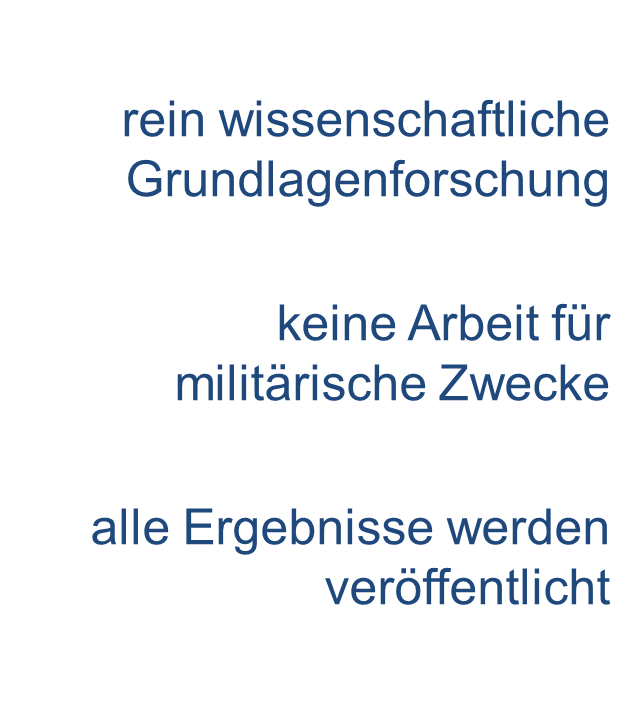 rein wissenschaftliche
Grundlagenforschung
keine Arbeit für
militärische Zwecke
alle Ergebnisse werden
veröffentlicht